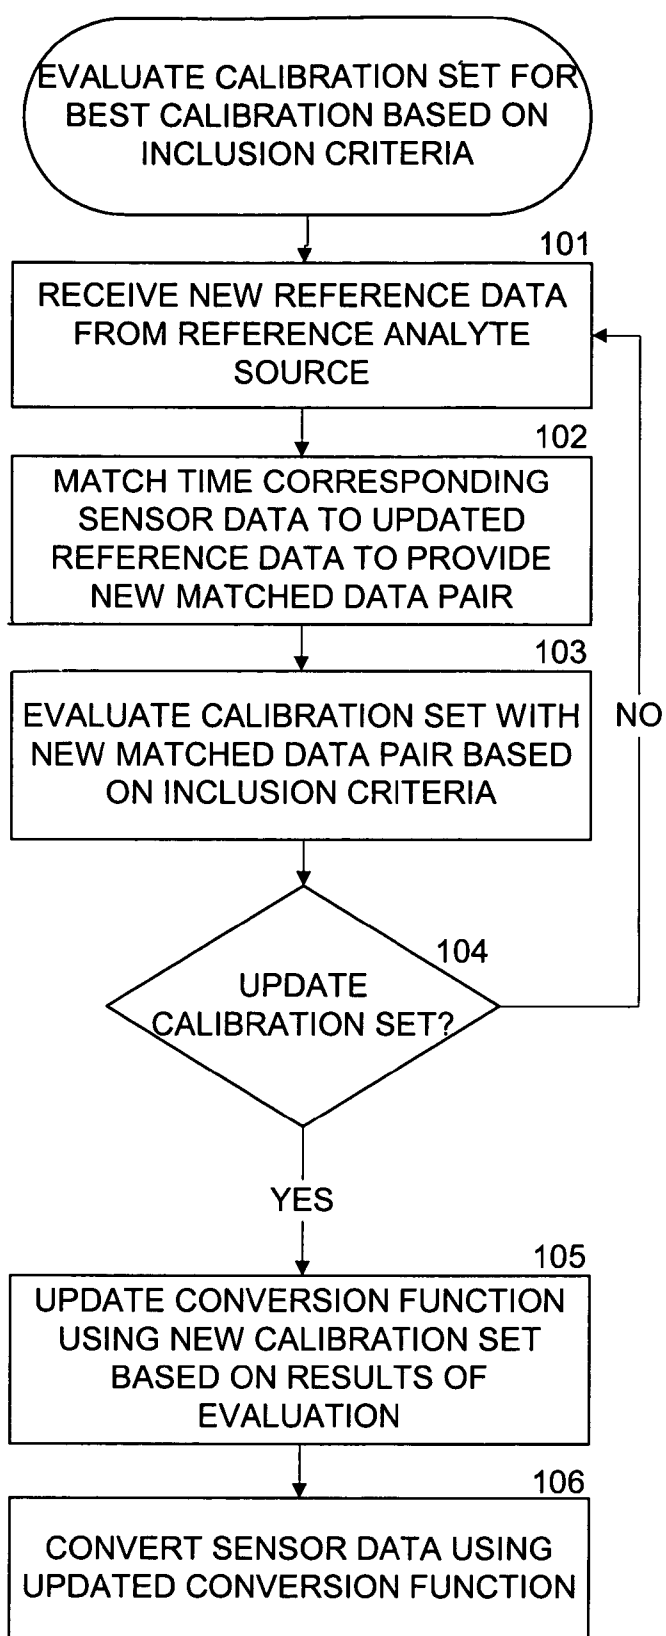 EVALUATE CALIBRATION SET FOR
BEST CALIBRATION BASED ON
INCLUSION CRITERIA
101
RECEIVE NEW REFERENCE DATA
FROM REFERENCE ANALYTE
SOURCE
102
MATCH TIME CORRESPONDING
SENSOR DATA TO UPDATED
REFERENCE DATA TO PROVIDE
NEW MATCHED DATA PAIR
103
EVALUATE CALIBRATION SET WITH
NEW MATCHED DATA PAIR BASED
ON INCLUSION CRITERIA
NO
104
UPDATE
CALIBRATION SET?
YES
105
UPDATE CONVERSION FUNCTION
USING NEW CALIBRATION SET
BASED ON RESULTS OF
EVALUATION
106
CONVERT SENSOR DATA USING
UPDATED CONVERSION FUNCTION